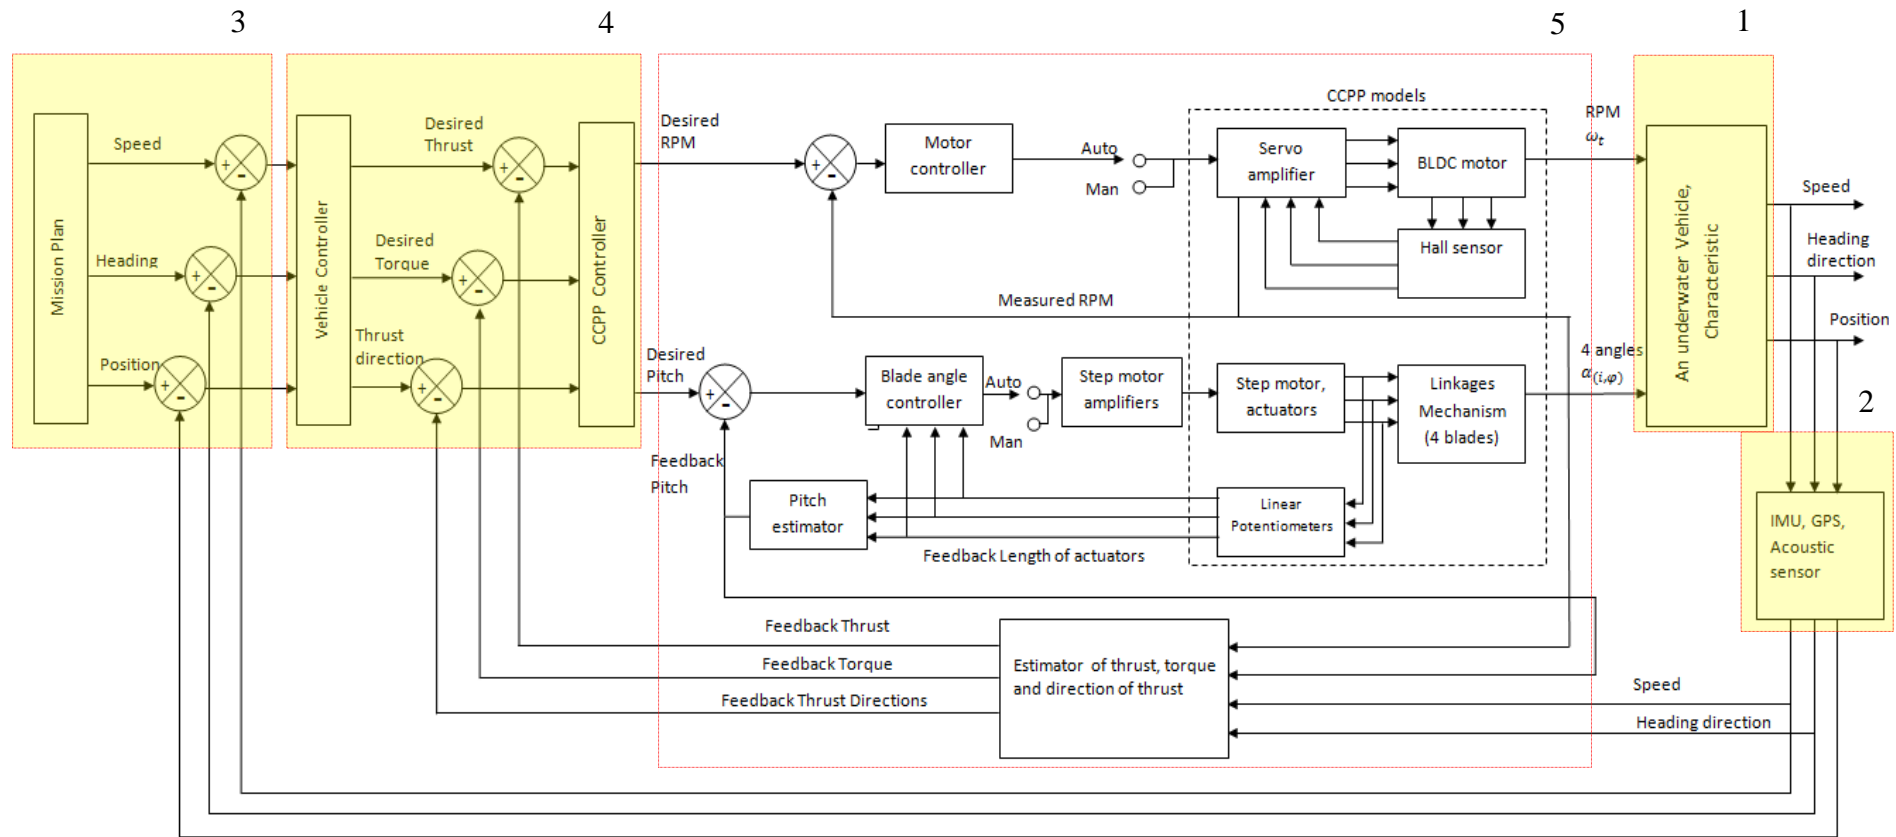 3
4
5
1
2
Mission Plan
Speed
+
-
Heading
+
-
Position
+
-
Vehicle Controller
Desired
Thrust
+
-
Desired
Torque
+
-
Thrust
direction
+
-
CCPP Controller
Desired
RPM
+
-
Motor
controller
Auto
Man
CCPP models
Servo
amplifier
BLDC motor
Hall sensor
Measured RPM
RPM
ωt
Desired
Pitch
+
-
Blade angle
controller
Auto
Man
Step motor
amplifiers
Step motor,
actuators
Linkages
Mechanism
(4 blades)
4 angles
α(i,φ)
Feedback
Pitch
Pitch
estimator
Linear
Potentiometers
Feedback Length of actuators
An underwater Vehicle,
Characteristic
Speed
Heading
direction
Position
IMU, GPS,
Acoustic
sensor
Feedback Thrust
Feedback Torque
Feedback Thrust Directions
Estimator of thrust, torque
and direction of thrust
Speed
Heading direction